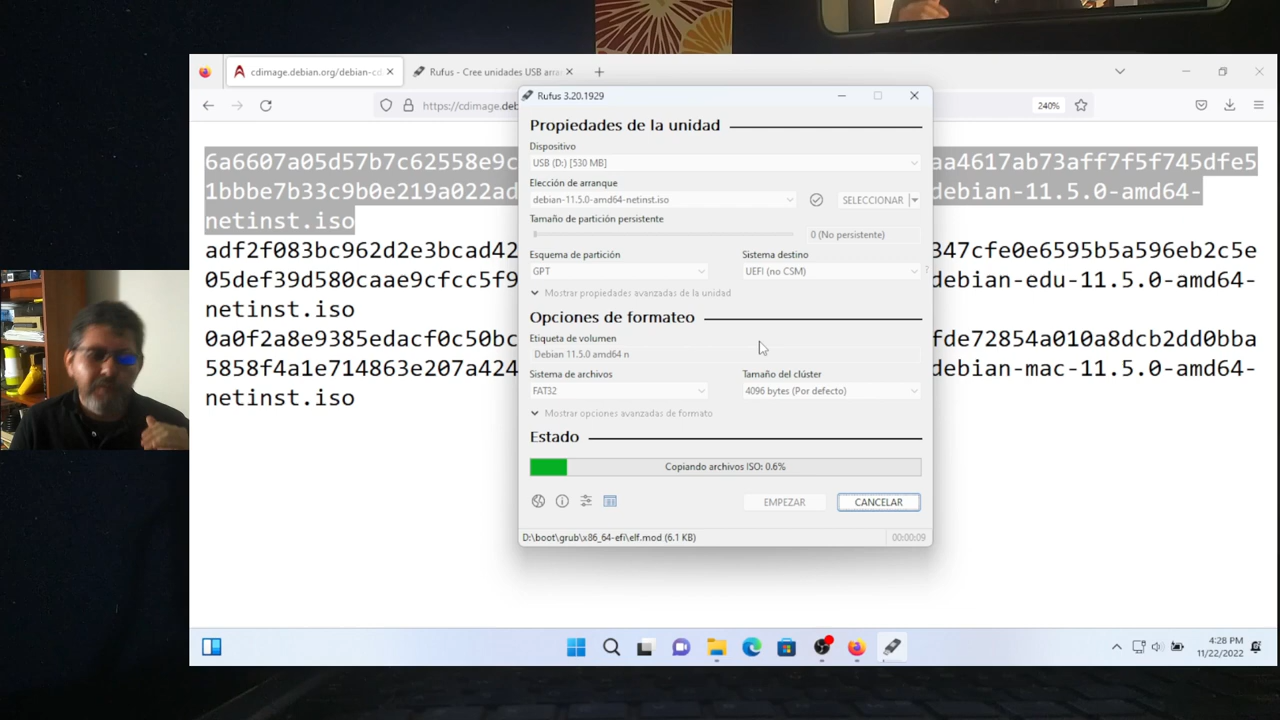 cdimage.debian.org/debian-cd
Rufus - Cree unidades USB arra
https://cdimage.deb
240%
6a6607a05d57b7c62558e9c
aa4617ab73aff7f5f745dfe5
1bbbe7b33c9b0e219a022ad
debian-11.5.0-amd64-
netinst.iso
adf2f083bc962d2e3bcad42
347cfe0e6595b5a596eb2c5e
05def39d580caae9fcc5f9
debian-edu-11.5.0-amd64-
netinst.iso
0a0f2a8e9385edacf0c50bc
fde72854a010a8dcb2dd0bba
5858f4a1e714863e207a424
debian-mac-11.5.0-amd64-
netinst.iso
Rufus 3.20.1929
Propiedades de la unidad
Dispositivo
USB (D:) [530 MB]
Elección de arranque
debian-11.5.0-amd64-netinst.iso
SELECCIONAR
Tamaño de partición persistente
0 (No persistente)
Esquema de partición
Sistema destino
GPT
UEFI (no CSM)
?
Mostrar propiedades avanzadas de la unidad
Opciones de formateo
Etiqueta de volumen
Debian 11.5.0 amd64 n
Sistema de archivos
Tamaño del clúster
FAT32
4096 bytes (Por defecto)
Mostrar opciones avanzadas de formato
Estado
Copiando archivos ISO: 0.6%
EMPEZAR
CANCELAR
D:\boot\grub\x86_64-efi\elf.mod (6.1 KB)
00:00:09
4:28 PM
11/22/2022